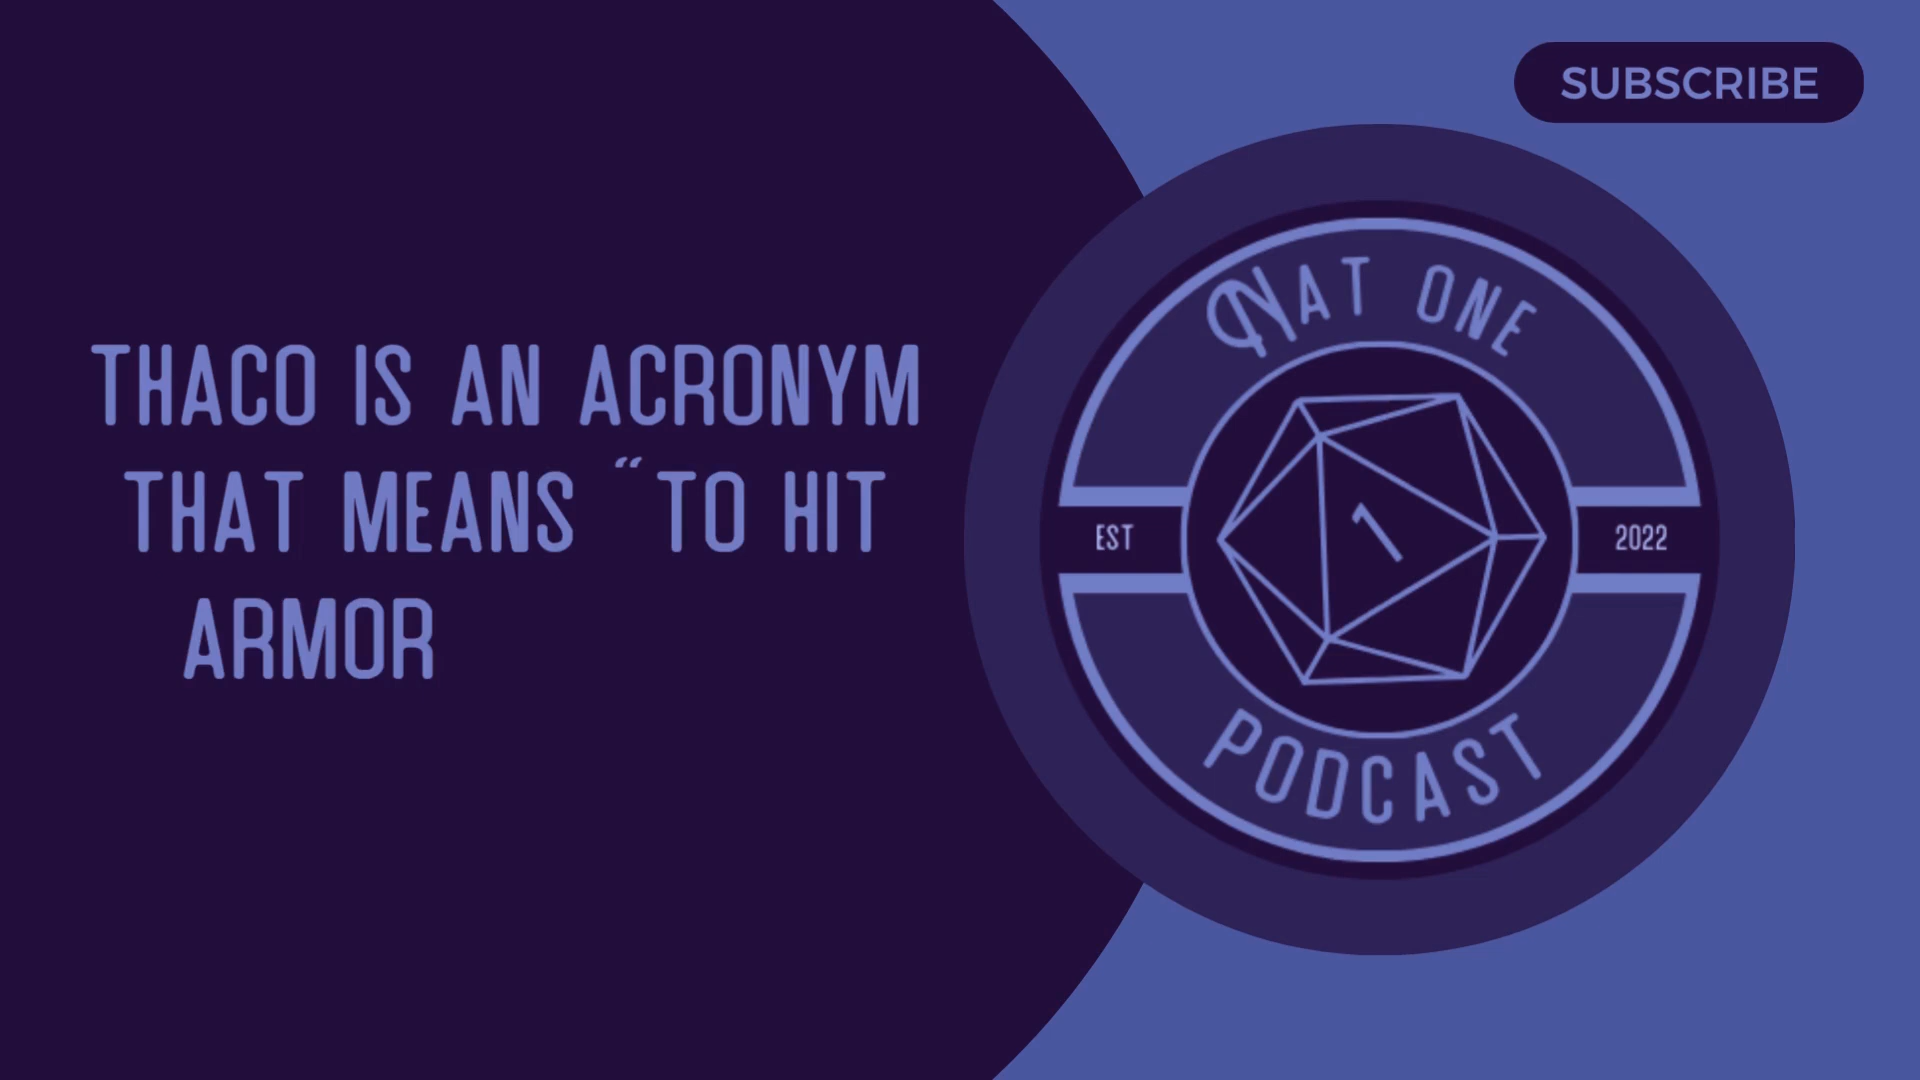 SUBSCRIBE
THACO IS AN ACRONYM
THAT MEANS “TO HIT
ARMOR
NAT ONE
EST
1
2022
PODCAST